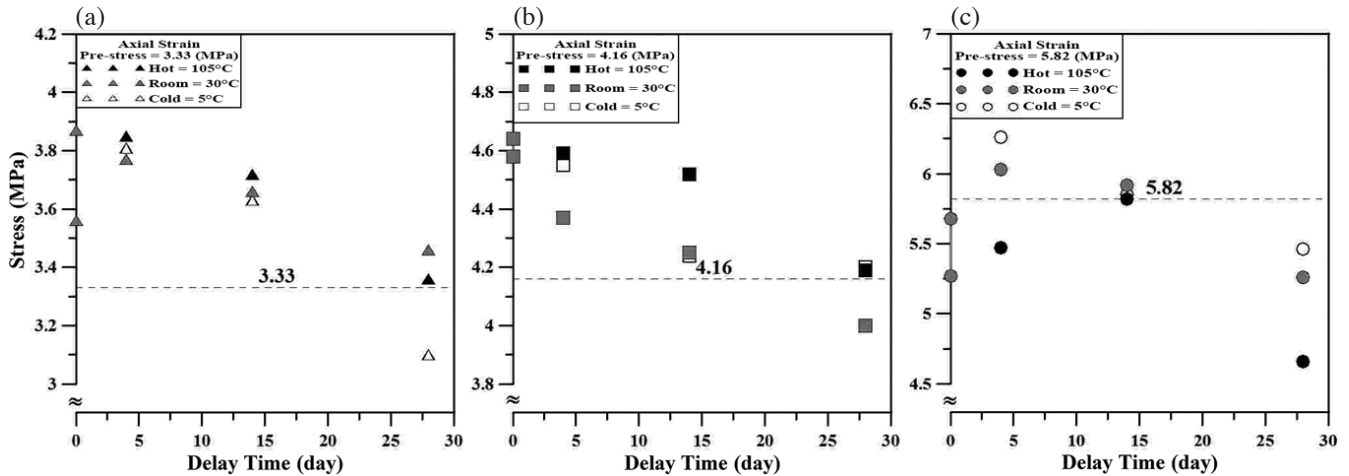 (a)
4.2
4
3.8
3.6
3.4
3.2
3
≈
Stress (MPa)
Axial Strain
Pre-stress = 3.33 (MPa)
Hot = 105°C
Room = 30°C
Cold = 5°C
3.33
0 5 10 15 20 25 30
Delay Time (day)
(b)
5
4.8
4.6
4.4
4.2
4
3.8
≈
Axial Strain
Pre-stress = 4.16 (MPa)
Hot = 105°C
Room = 30°C
Cold = 5°C
4.16
0 5 10 15 20 25 30
Delay Time (day)
(c)
7
6.5
6
5.5
5
4.5
≈
Axial Strain
Pre-stress = 5.82 (MPa)
Hot = 105°C
Room = 30°C
Cold = 5°C
5.82
0 5 10 15 20 25 30
Delay Time (day)